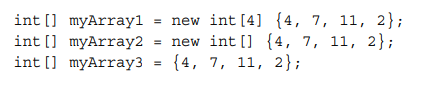 int[] myArray1 = new int[4] {4, 7, 11, 2};
int[] myArray2 = new int[] {4, 7, 11, 2};
int[] myArray3 = {4, 7, 11, 2};